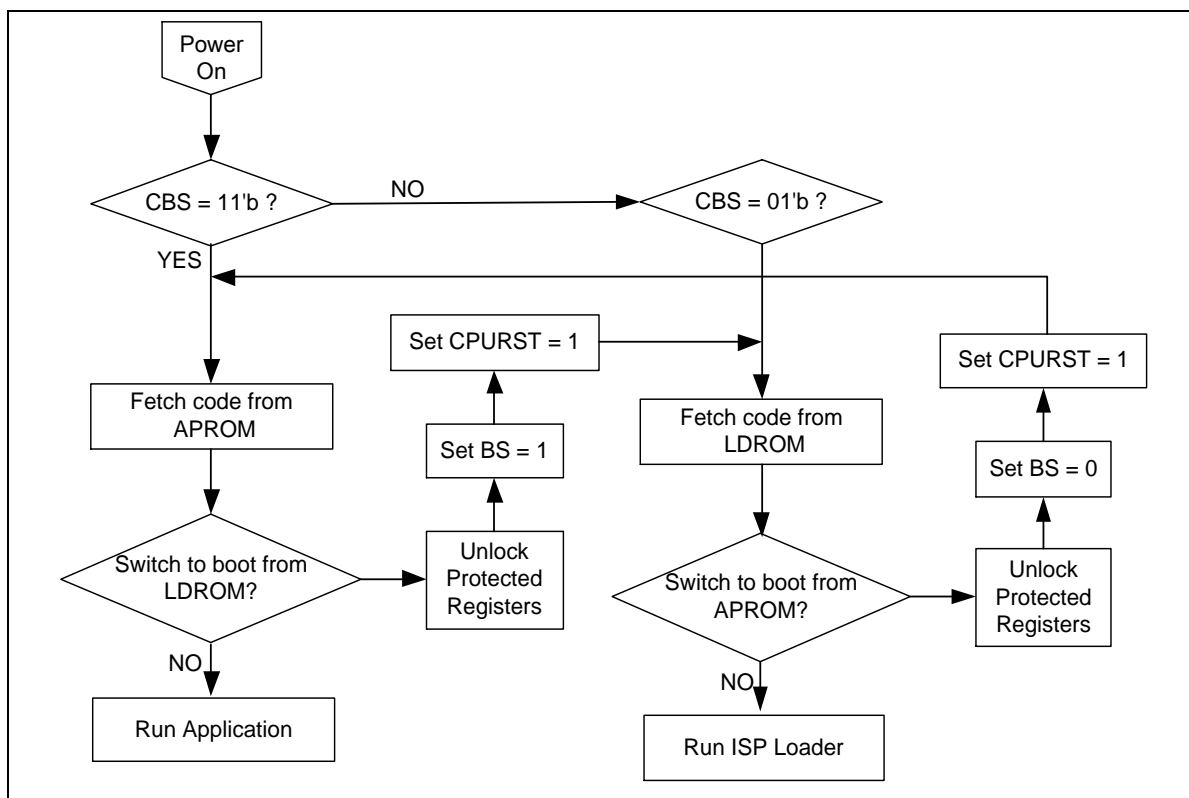 Power
On
CBS = 11'b ?
NO
CBS = 01'b ?
YES
Set CPURST = 1
Set CPURST = 1
Fetch code from
APROM
Fetch code from
LDROM
Set BS = 1
Set BS = 0
Switch to boot from
LDROM?
Unlock
Protected
Registers
Switch to boot from
APROM?
Unlock
Protected
Registers
NO
NO
Run Application
Run ISP Loader